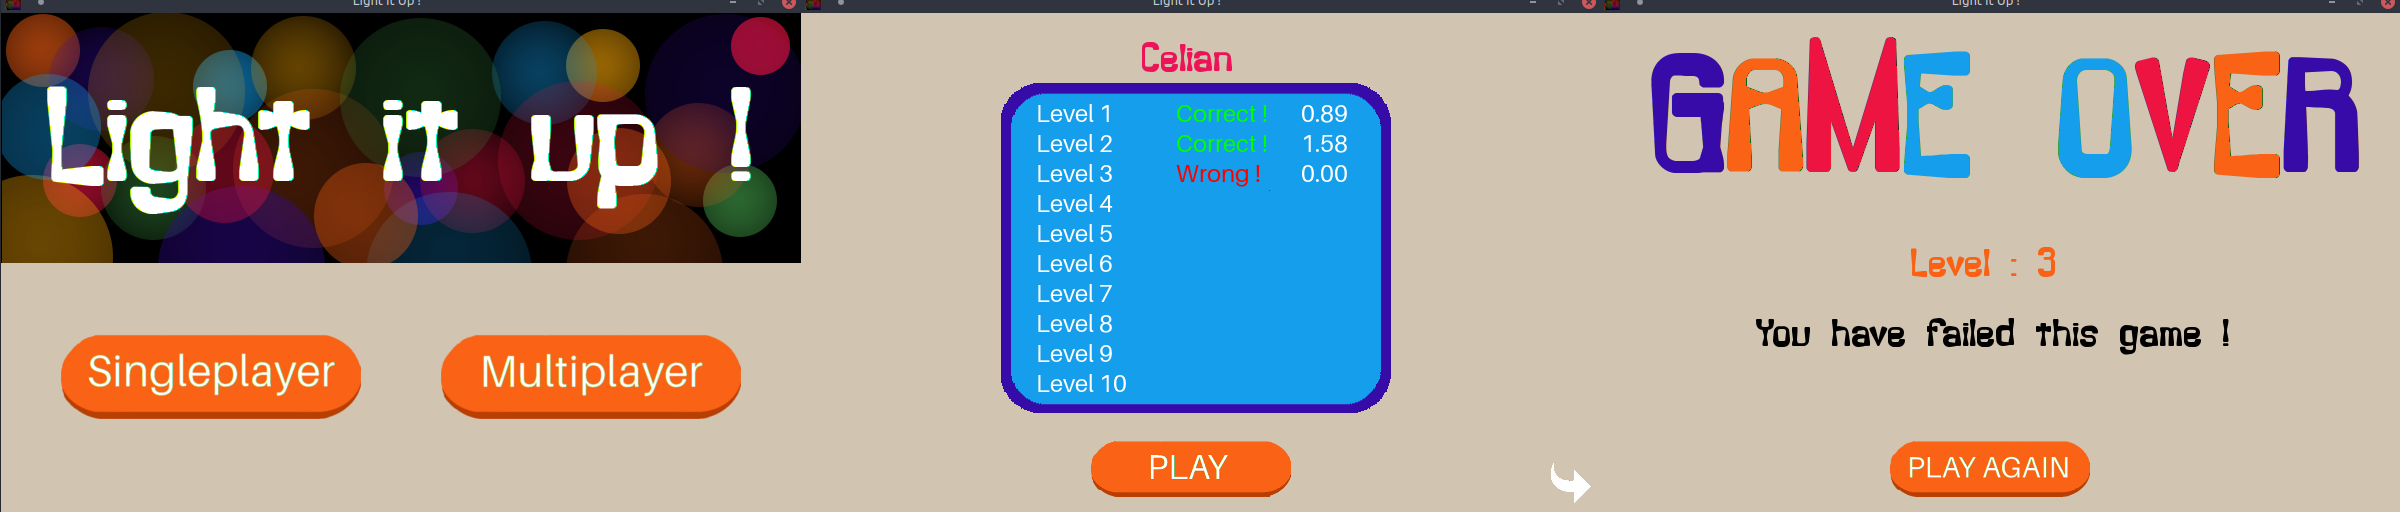 Light It Up !
Light it up !
Singleplayer
Multiplayer
Light It Up !
Celian
Level 1 Correct ! 0.89
Level 2 Correct ! 1.58
Level 3 Wrong ! 0.00
Level 4
Level 5
Level 6
Level 7
Level 8
Level 9
Level 10
PLAY
Light It Up !
GAME OVER
Level : 3
You have failed this game !
PLAY AGAIN